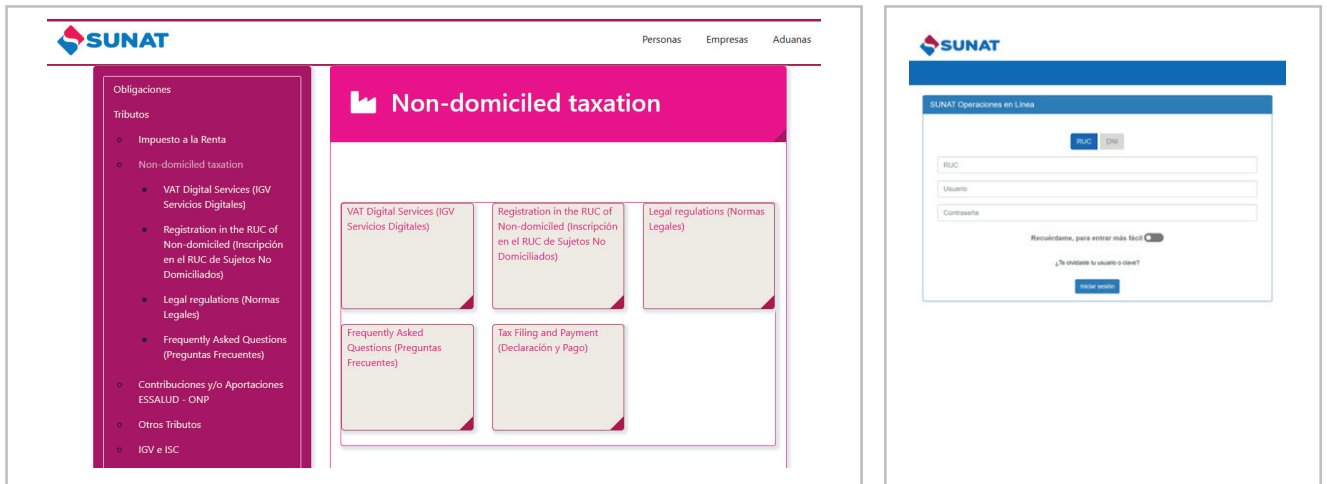 SUNAT
Personas Empresas Aduanas
Obligaciones
Tributos
Impuesto a la Renta
Non-domiciled taxation
VAT Digital Services (IGV
Servicios Digitales)
Registration in the RUC of
Non-domiciled (Inscripción
en el RUC de Sujetos No
Domiciliados)
Legal regulations (Normas
Legales)
Frequently Asked Questions
(Preguntas Frecuentes)
Contribuciones y/o Aportaciones
ESSALUD - ONP
Otros Tributos
IGV e ISC
Non-domiciled taxation
VAT Digital Services (IGV
Servicios Digitales)
Registration in the RUC of
Non-domiciled (Inscripción
en el RUC de Sujetos No
Domiciliados)
Legal regulations (Normas
Legales)
Frequently Asked
Questions (Preguntas
Frecuentes)
Tax Filing and Payment
(Declaración y Pago)
SUNAT
SUNAT Operaciones en Línea
RUC DNI
RUC
Usuario
Contraseña
Recuérdame, para entrar más fácil
¿Te olvidaste tu usuario o clave?
Iniciar sesión